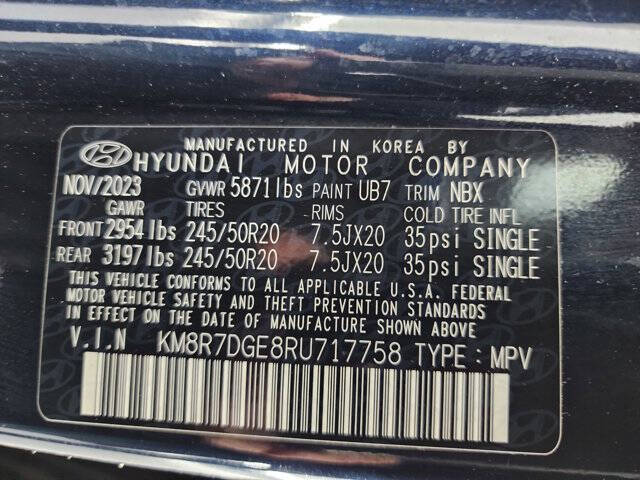 MANUFACTURED IN KOREA BY
HYUNDAI MOTOR COMPANY
NOV/2023 GVWR 5871lbs PAINT UB7 TRIM NBX
GAWR TIRES RIMS COLD TIRE INFL
FRONT 2954lbs 245/50R20 7.5JX20 35psi SINGLE
REAR 3197lbs 245/50R20 7.5JX20 35psi SINGLE
THIS VEHICLE CONFORMS TO ALL APPLICABLE U.S.A. FEDERAL
MOTOR VEHICLE SAFETY AND THEFT PREVENTION STANDARDS
IN EFFECT ON THE DATE OF MANUFACTURE SHOWN ABOVE.
V.I.N KM8R7DGE8RU717758 TYPE : MPV